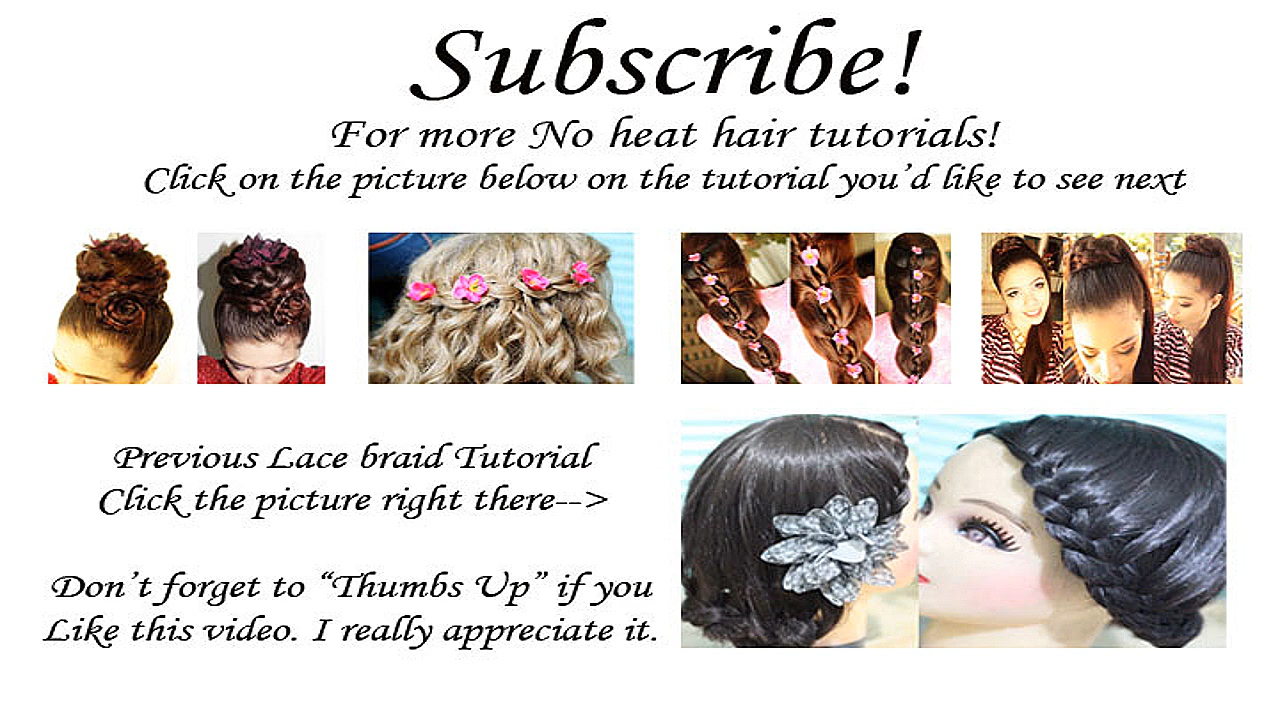 Subscribe!
For more No heat hair tutorials!
Click on the picture below on the tutorial you'd like to see next
Previous Lace braid Tutorial
Click the picture right there-->
Don't forget to “Thumbs Up” if you
Like this video. I really appreciate it.